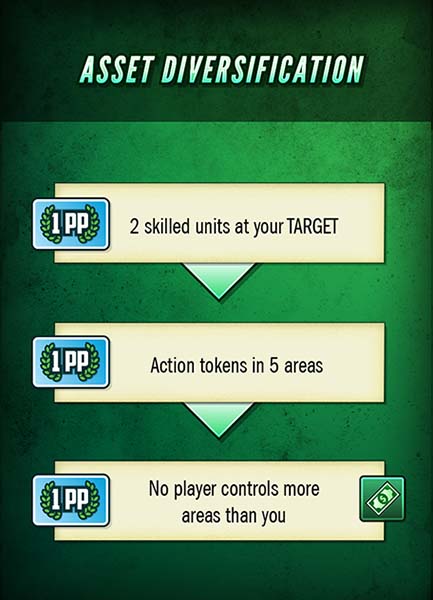 ASSET DIVERSIFICATION
1 PP
2 skilled units at your TARGET
1 PP
Action tokens in 5 areas
1 PP
No player controls more
areas than you
$